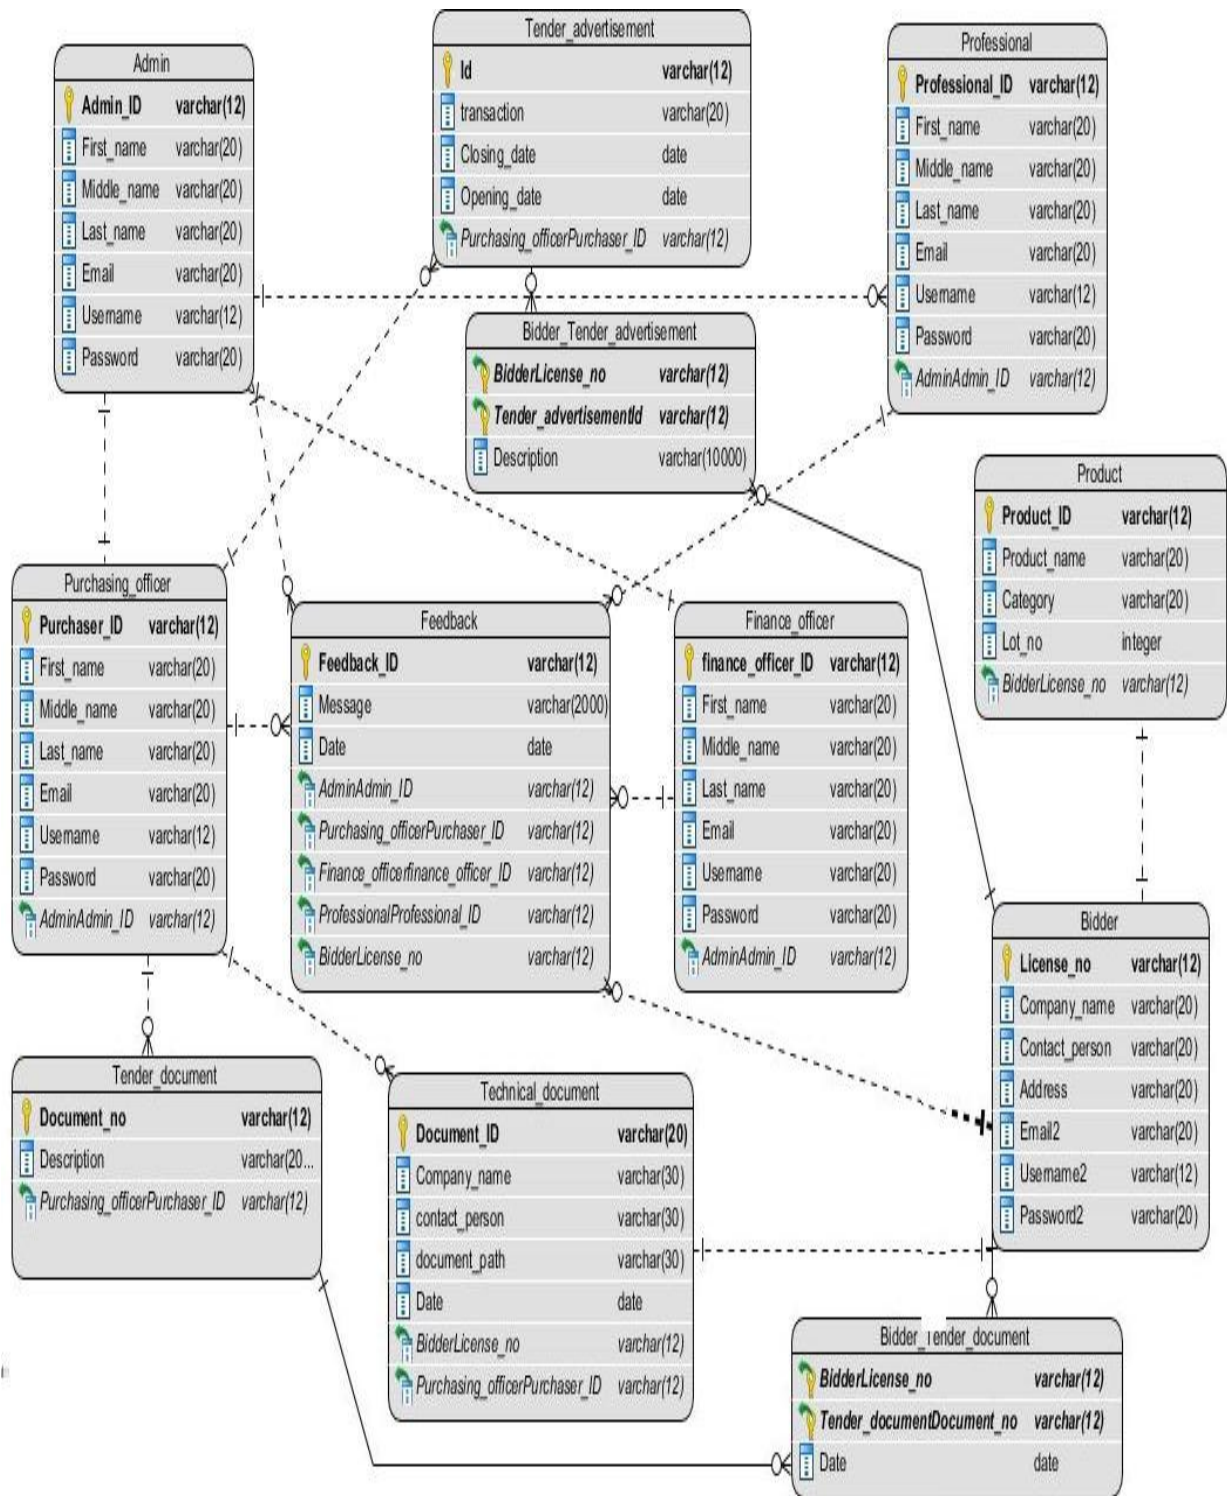 Admin
Admin_ID varchar(12)
First_name varchar(20)
Middle_name varchar(20)
Last_name varchar(20)
Email varchar(20)
Username varchar(12)
Password varchar(20)
Tender_advertisement
Id varchar(12)
transaction varchar(20)
Closing_date date
Opening_date date
Purchasing_officerPurchaser_ID varchar(12)
Professional
Professional_ID varchar(12)
First_name varchar(20)
Middle_name varchar(20)
Last_name varchar(20)
Email varchar(20)
Username varchar(12)
Password varchar(20)
AdminAdmin_ID varchar(12)
Bidder_Tender_advertisement
BidderLicense_no varchar(12)
Tender_advertisementId varchar(12)
Description varchar(10000)
Product
Product_ID varchar(12)
Product_name varchar(20)
Category varchar(20)
Lot_no integer
BidderLicense_no varchar(12)
Purchasing_officer
Purchaser_ID varchar(12)
First_name varchar(20)
Middle_name varchar(20)
Last_name varchar(20)
Email varchar(20)
Username varchar(12)
Password varchar(20)
AdminAdmin_ID varchar(12)
Feedback
Feedback_ID varchar(12)
Message varchar(2000)
Date date
AdminAdmin_ID varchar(12)
Purchasing_officerPurchaser_ID varchar(12)
Finance_officerfinance_officer_ID varchar(12)
ProfessionalProfessional_ID varchar(12)
BidderLicense_no varchar(12)
Finance_officer
finance_officer_ID varchar(12)
First_name varchar(20)
Middle_name varchar(20)
Last_name varchar(20)
Email varchar(20)
Username varchar(20)
Password varchar(20)
AdminAdmin_ID varchar(12)
Bidder
License_no varchar(12)
Company_name varchar(20)
Contact_person varchar(20)
Address varchar(20)
Email2 varchar(20)
Username2 varchar(12)
Password2 varchar(20)
Tender_document
Document_no varchar(12)
Description varchar(20...
Purchasing_officerPurchaser_ID varchar(12)
Technical_document
Document_ID varchar(20)
Company_name varchar(30)
contact_person varchar(30)
document_path varchar(30)
Date date
BidderLicense_no varchar(12)
Purchasing_officerPurchaser_ID varchar(12)
Bidder_Tender_document
BidderLicense_no varchar(12)
Tender_documentDocument_no varchar(12)
Date date